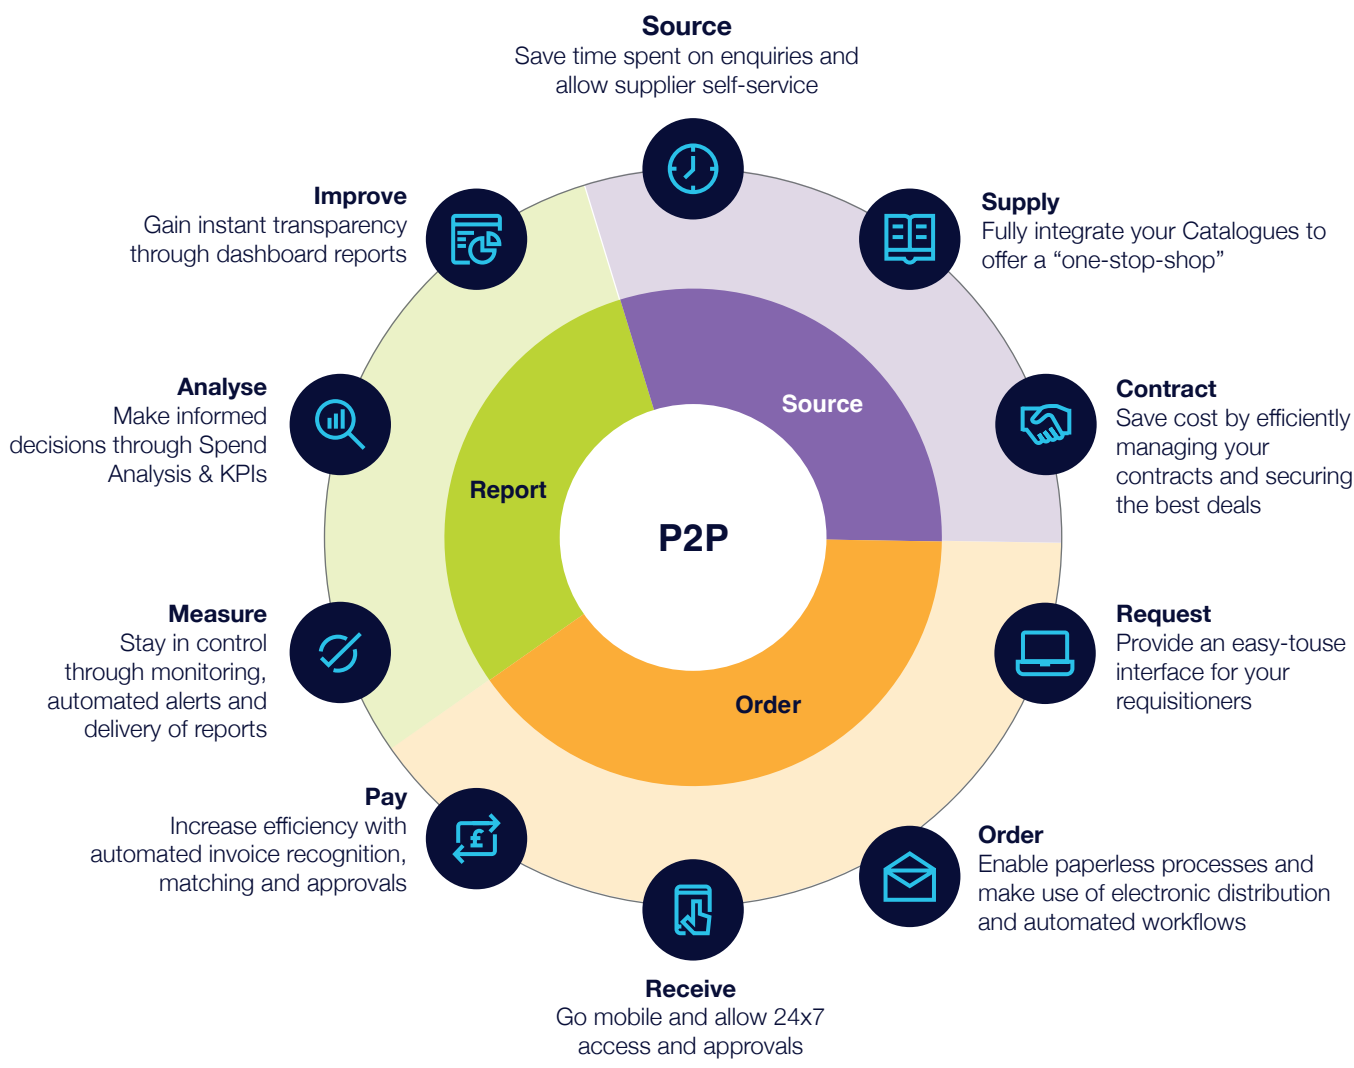 Source
Save time spent on enquiries and
allow supplier self-service
Supply
Fully integrate your Catalogues to
offer a “one-stop-shop”
Contract
Save cost by efficiently
managing your
contracts and securing
the best deals
Request
Provide an easy-touse
interface for your
requisitioners
Order
Enable paperless processes and
make use of electronic distribution
and automated workflows
Receive
Go mobile and allow 24x7
access and approvals
Pay
Increase efficiency with
automated invoice recognition,
matching and approvals
£
Measure
Stay in control
through monitoring,
automated alerts and
delivery of reports
Analyse
Make informed
decisions through Spend
Analysis & KPIs
Improve
Gain instant transparency
through dashboard reports
Source
Order
Report
P2P